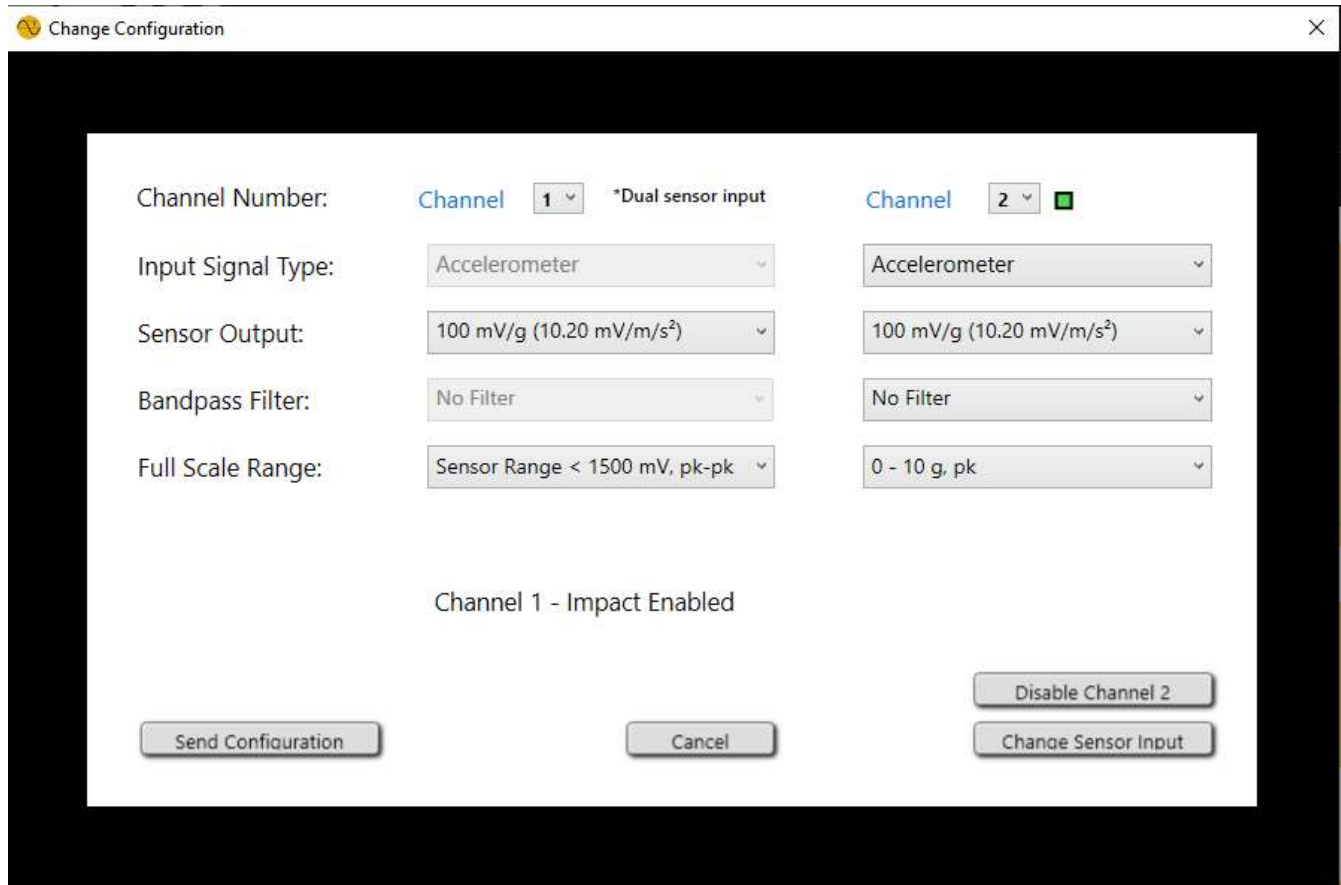 Change Configuration
Channel Number: Channel 1 *Dual sensor input Channel 2
Input Signal Type: Accelerometer Accelerometer
Sensor Output: 100 mV/g (10.20 mV/m/s²) 100 mV/g (10.20 mV/m/s²)
Bandpass Filter: No Filter No Filter
Full Scale Range: Sensor Range < 1500 mV, pk-pk 0 - 10 g, pk
Channel 1 - Impact Enabled
Disable Channel 2
Send Configuration Cancel Change Sensor Input